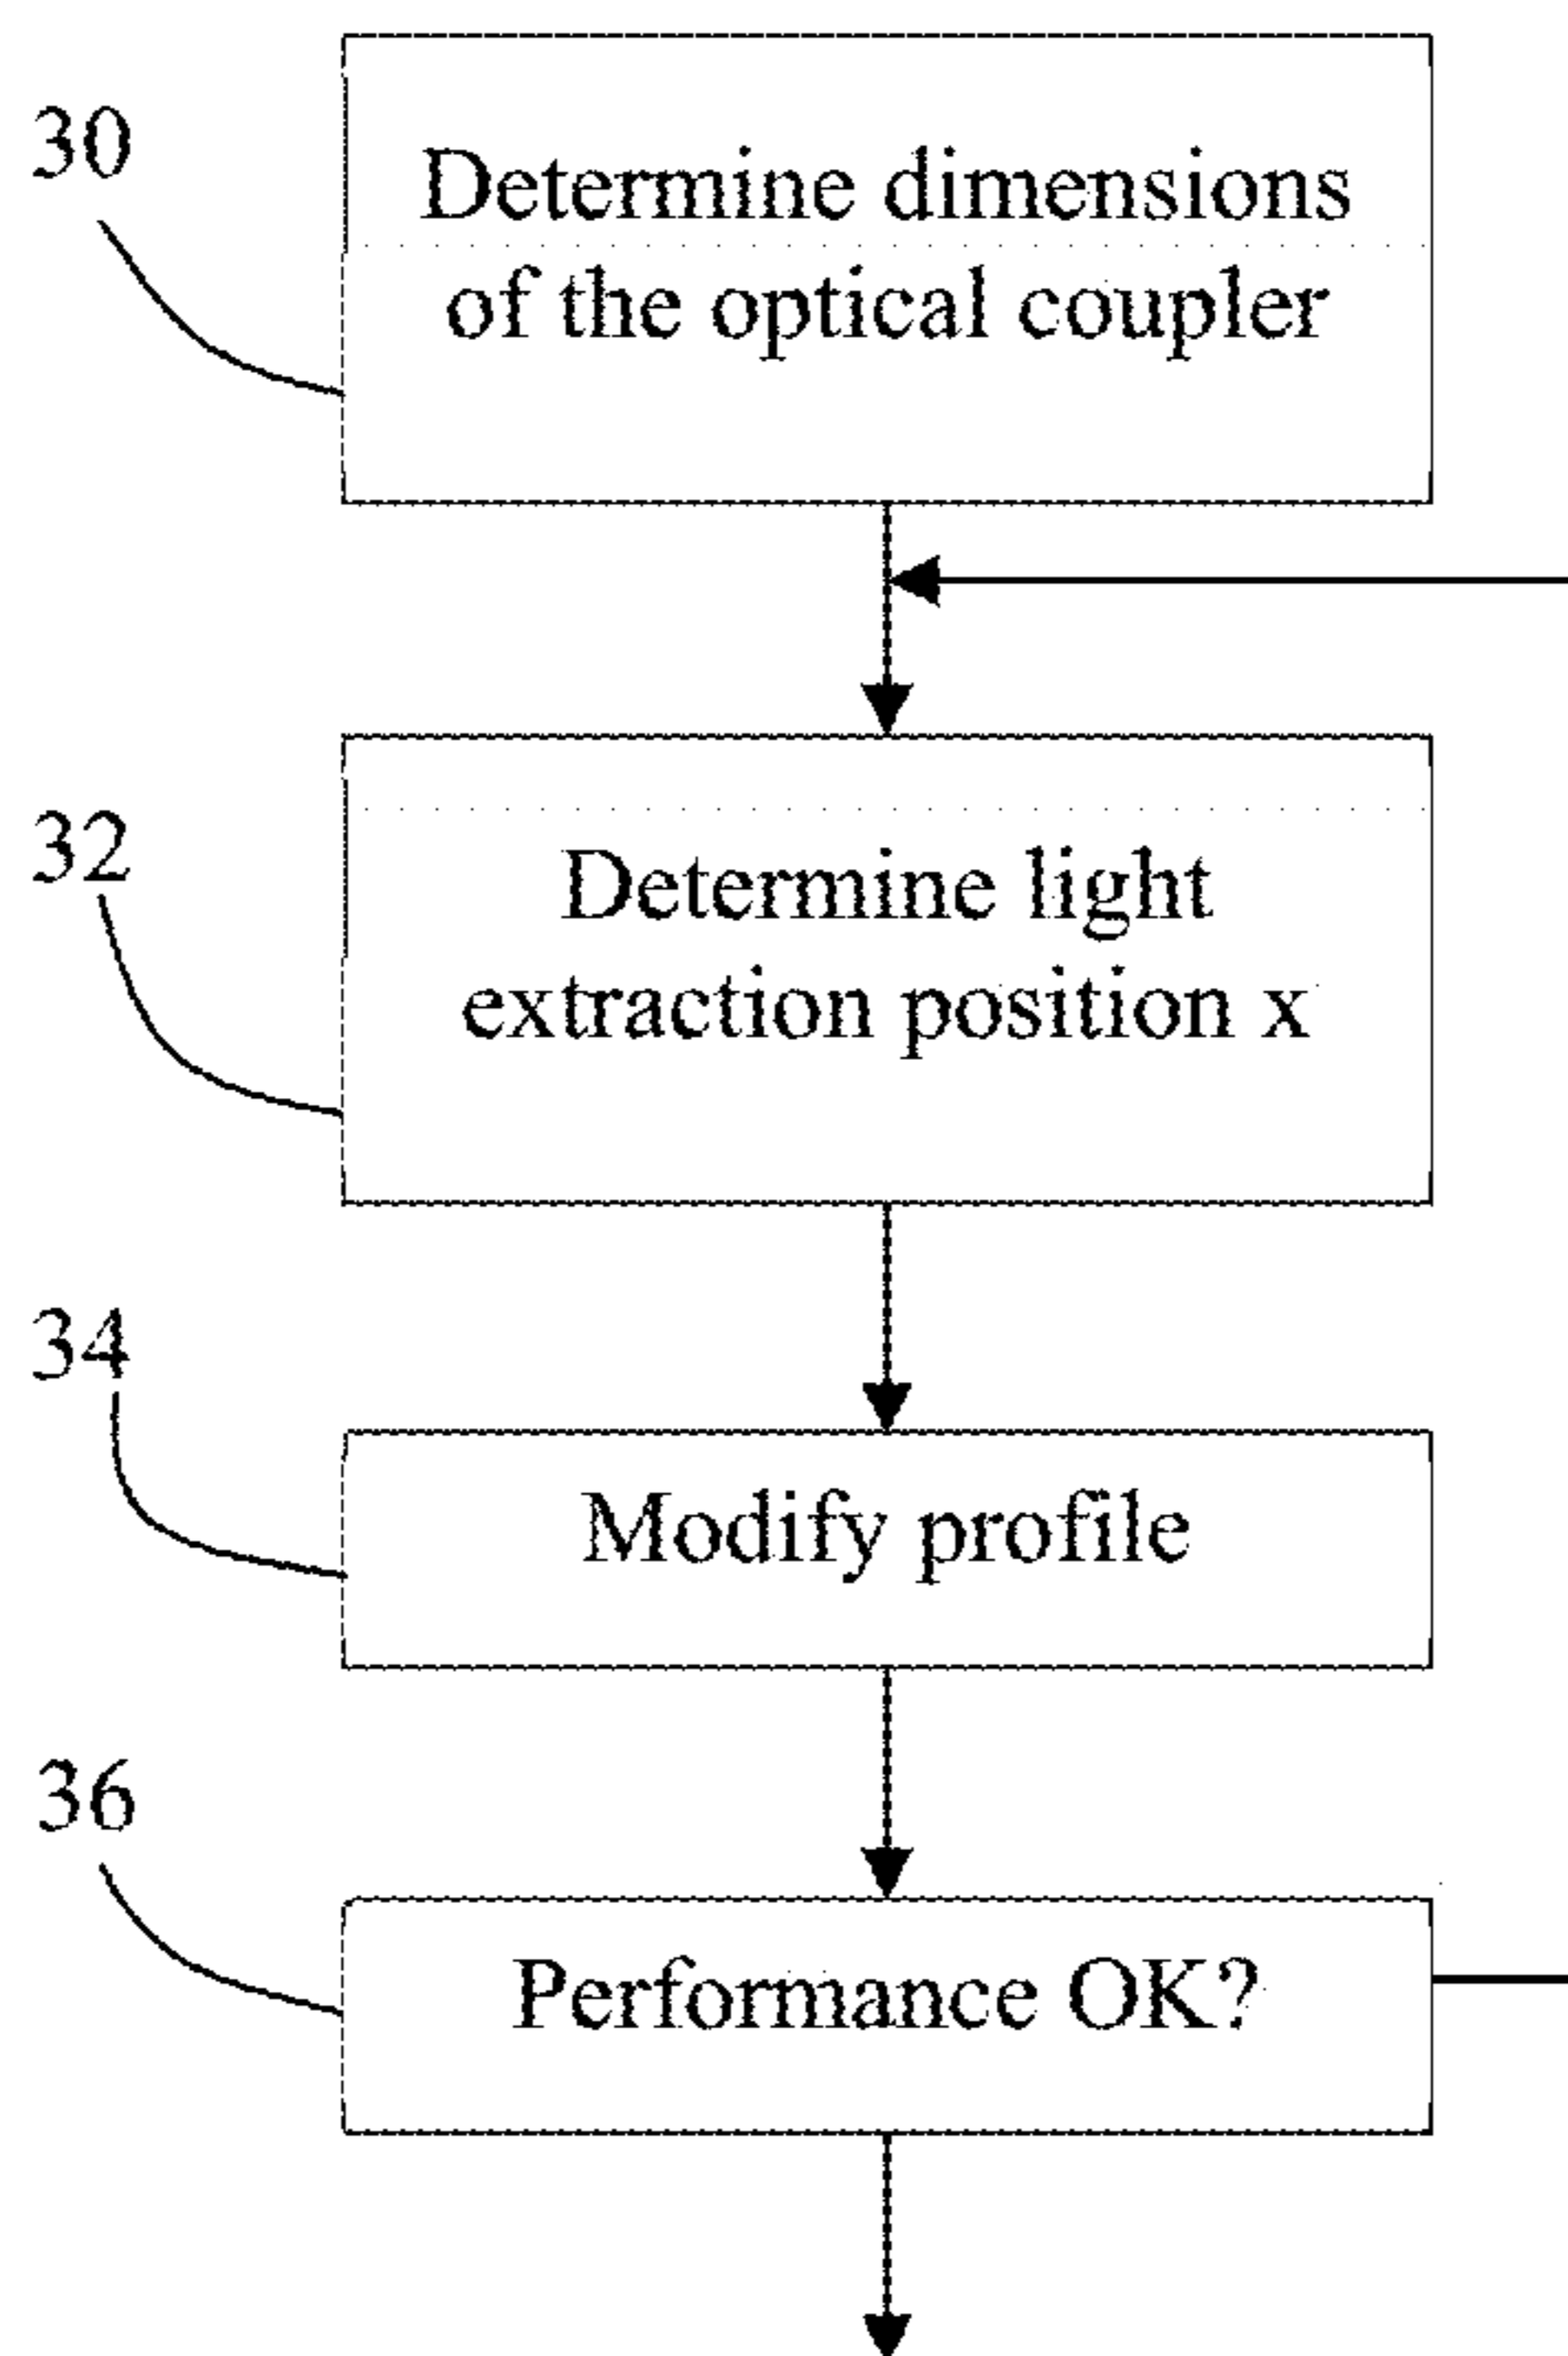 30
Determine dimensions
of the optical coupler
32
Determine light
extraction position x
34
Modify profile
36
Performance OK?